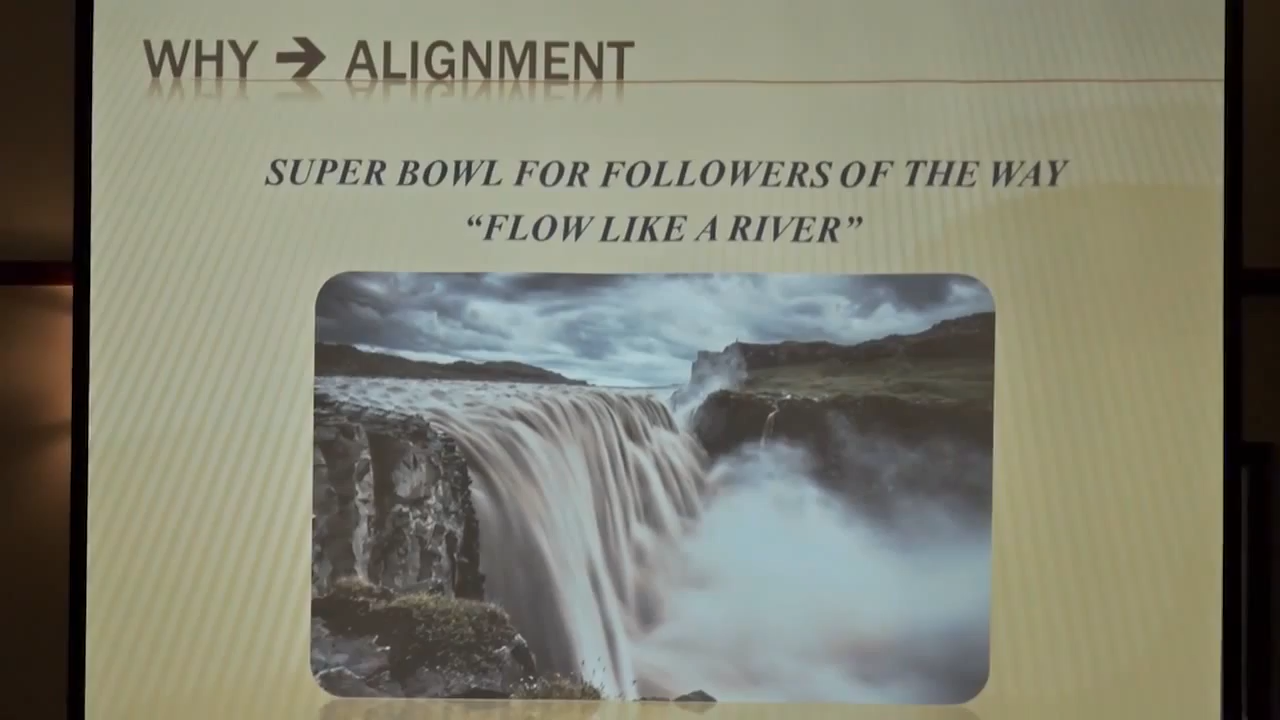 WHY ➔ ALIGNMENT
SUPER BOWL FOR FOLLOWERS OF THE WAY
“FLOW LIKE A RIVER”